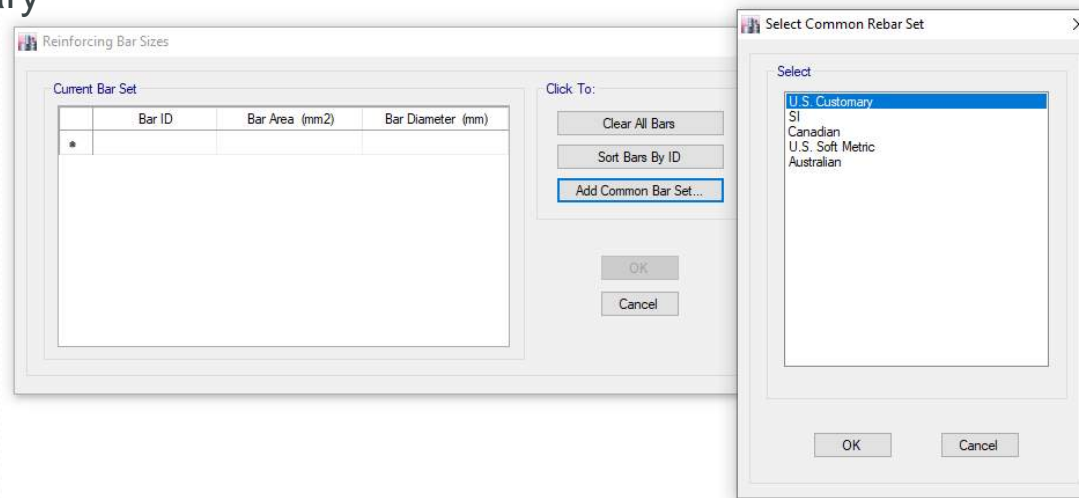 Reinforcing Bar Sizes
Current Bar Set
Bar ID Bar Area (mm2) Bar Diameter (mm)
*
Click To:
Clear All Bars
Sort Bars By ID
Add Common Bar Set...
OK
Cancel
Select Common Rebar Set
Select
U.S. Customary
SI
Canadian
U.S. Soft Metric
Australian
OK
Cancel